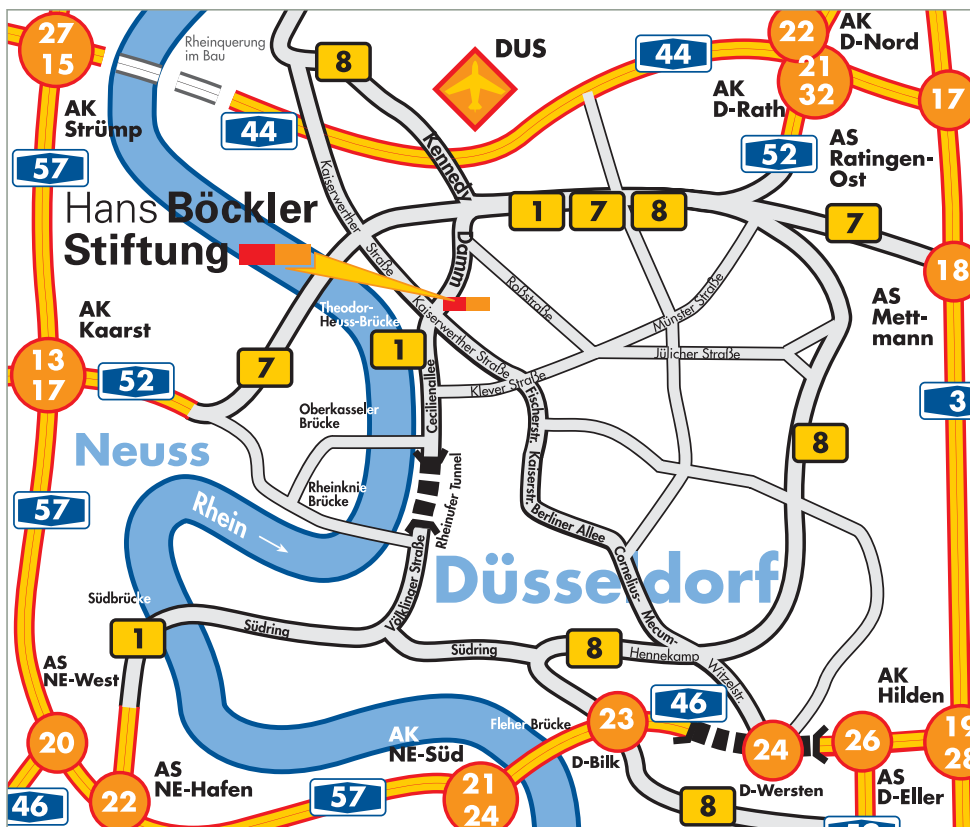 27
15
Rheinquerung
im Bau
8
DUS
44
22
AK
D-Nord
21
32
AK
D-Rath
17
AK
Strümp
44
57
Kennedy
Damm
52
AS
Ratingen-
Ost
Kaiserwerther
Straße
Hans Böckler
Stiftung
1
7
8
7
18
AS
Mett-
mann
Roßstraße
Münster Straße
Theodor-
Heuss-Brücke
Kaiserwerther Straße
Jülicher Straße
AK
Kaarst
13
17
52
7
1
Cecilienallee
Klever Straße
3
Oberkasseler
Brücke
Fischerstr.
Kaiserstr.
8
Neuss
Rheinknie
Brücke
Rheinufer Tunnel
57
Rhein
Berliner Allee
Düsseldorf
Völklinger Straße
Cornelius-
Südbrücke
1
Südring
Südring
8
Mecum-
Hennekamp
Witzelstr.
AS
NE-West
AK
Hilden
46
Fleher Brücke
23
20
AK
NE-Süd
D-Bilk
24
26
19
28
AS
NE-Hafen
22
46
57
21
24
D-Wersten
8
AS
D-Eller